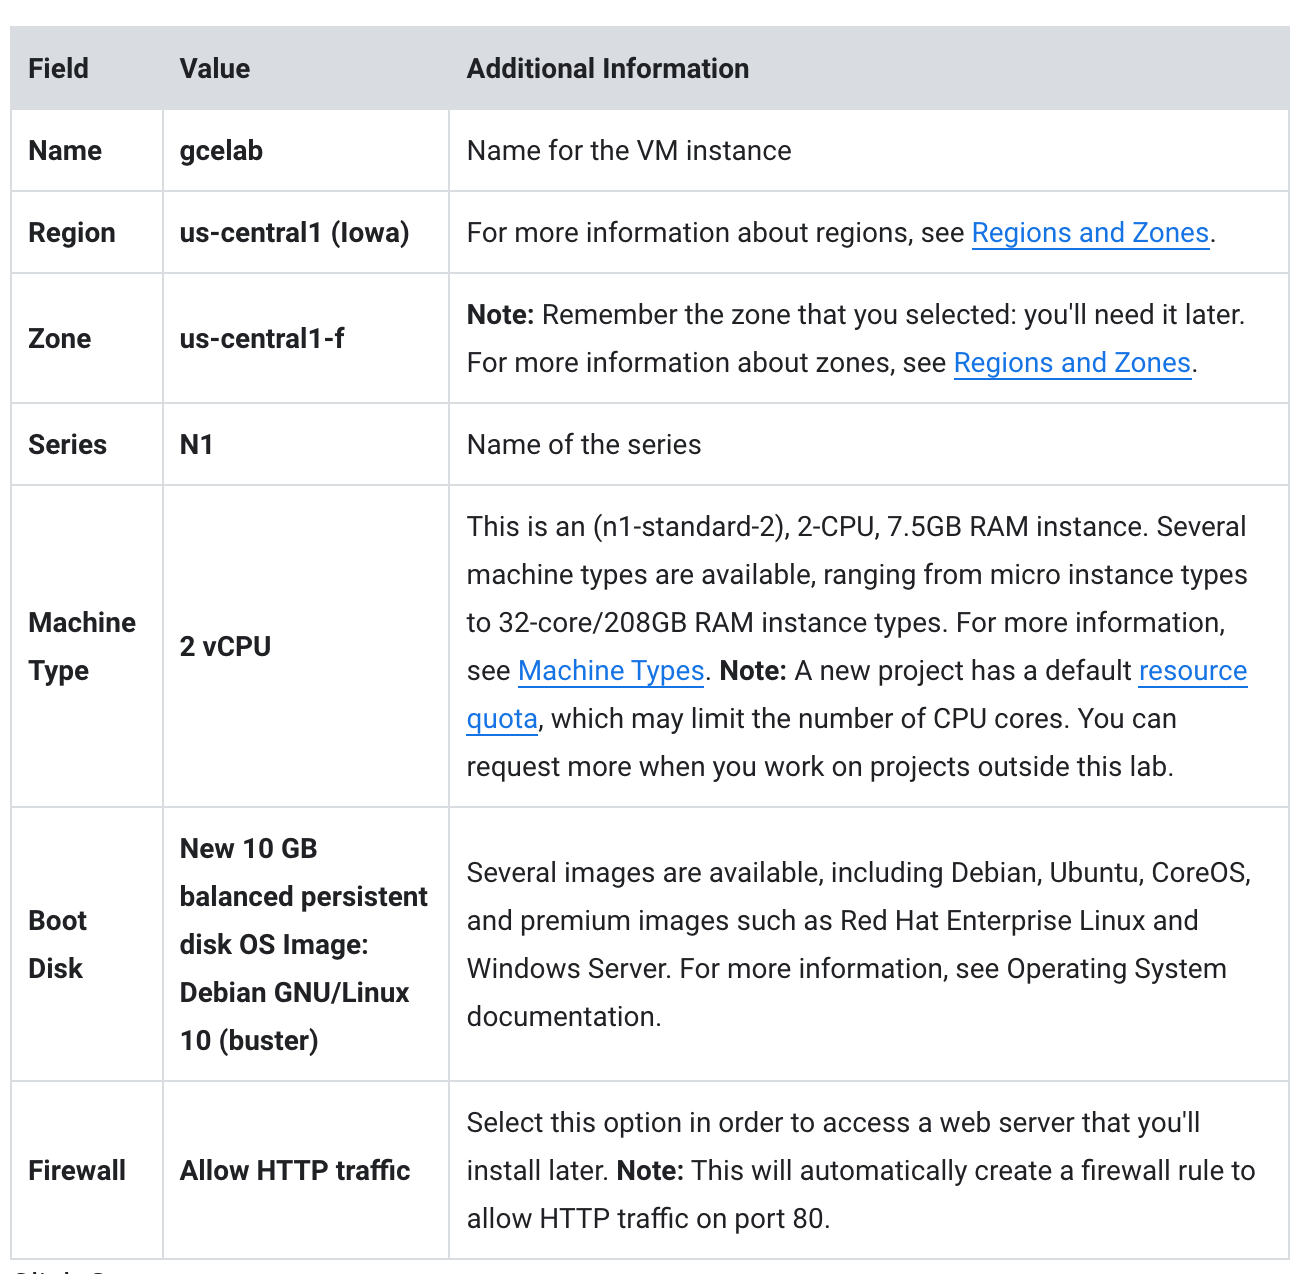 Field Value Additional Information
Name gcelab Name for the VM instance
Region us-central1 (Iowa) For more information about regions, see Regions and Zones.
Zone us-central1-f Note: Remember the zone that you selected: you'll need it later.
For more information about zones, see Regions and Zones.
Series N1 Name of the series
Machine
Type
2 vCPU
This is an (n1-standard-2), 2-CPU, 7.5GB RAM instance. Several
machine types are available, ranging from micro instance types
to 32-core/208GB RAM instance types. For more information,
see Machine Types. Note: A new project has a default resource
quota, which may limit the number of CPU cores. You can
request more when you work on projects outside this lab.
Boot
Disk
New 10 GB
balanced persistent
disk OS Image:
Debian GNU/Linux
10 (buster)
Several images are available, including Debian, Ubuntu, CoreOS,
and premium images such as Red Hat Enterprise Linux and
Windows Server. For more information, see Operating System
documentation.
Firewall
Allow HTTP traffic
Select this option in order to access a web server that you'll
install later. Note: This will automatically create a firewall rule to
allow HTTP traffic on port 80.